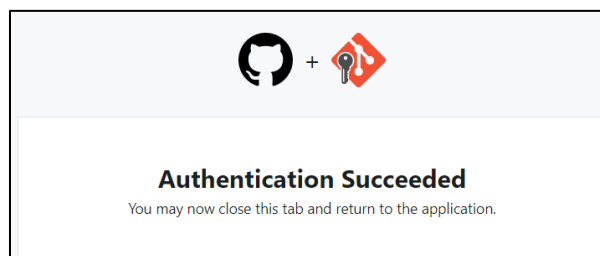 +
Authentication Succeeded
You may now close this tab and return to the application.